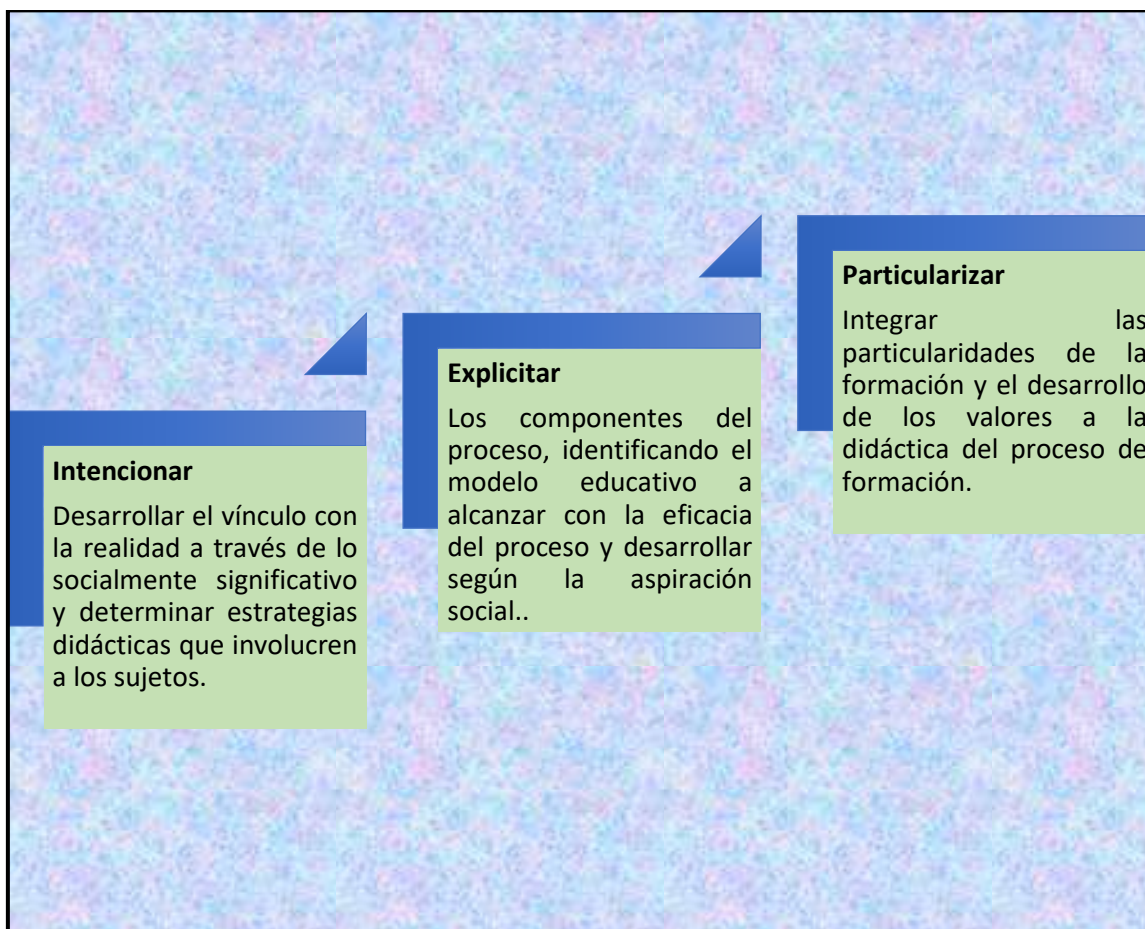 Intencionar
Desarrollar el vínculo con
la realidad a través de lo
socialmente significativo
y determinar estrategias
didácticas que involucren
a los sujetos.
Explicitar
Los componentes del
proceso, identificando el
modelo educativo a
alcanzar con la eficacia
del proceso y desarrollar
según la aspiración
social..
Particularizar
Integrar las
particularidades de la
formación y el desarrollo
de los valores a la
didáctica del proceso de
formación.